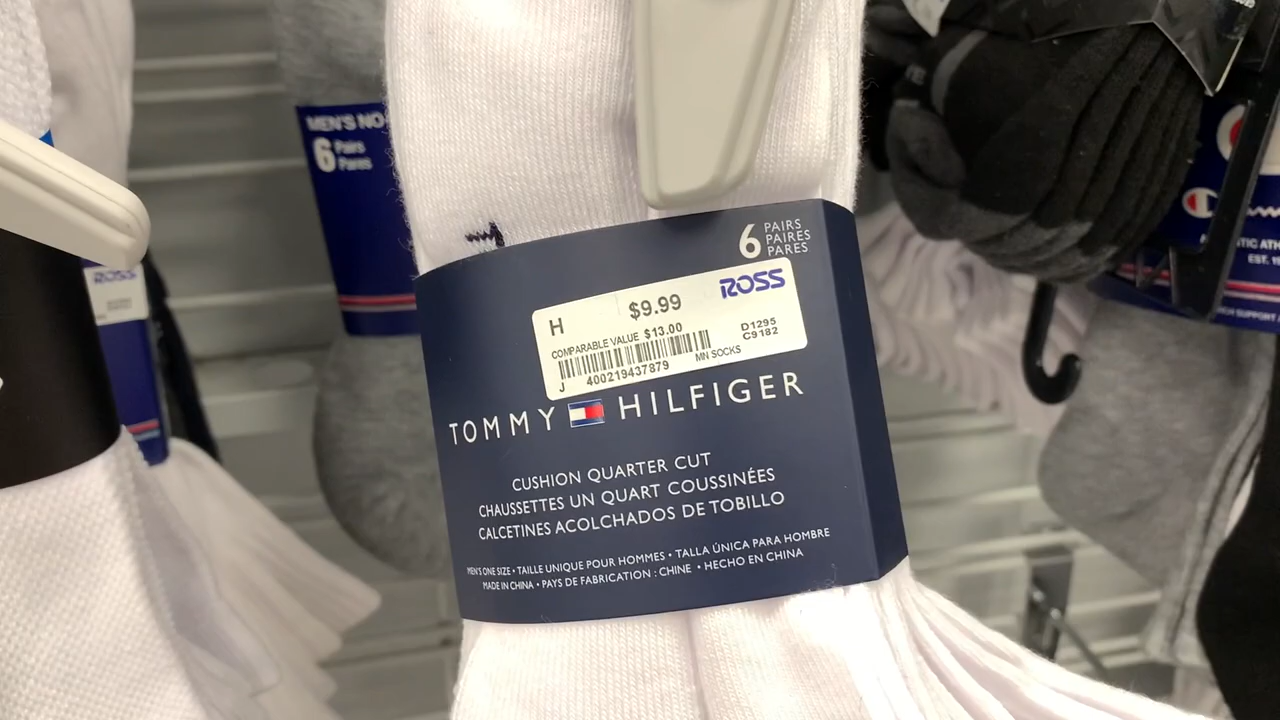 MEN'S NO
6 Pairs
Pares
ROSS
6 PAIRS
PAIRES
PARES
ROSS
H $9.99
COMPARABLE VALUE $13.00
D1295
C9182
MN SOCKS
J 400219437879
TOMMY HILFIGER
CUSHION QUARTER CUT
CHAUSSETTES UN QUART COUSSINÉES
CALCETINES ACOLCHADOS DE TOBILLO
MEN'S ONE SIZE • TAILLE UNIQUE POUR HOMMES • TALLA ÚNICA PARA HOMBRE
MADE IN CHINA • PAYS DE FABRICATION : CHINE • HECHO EN CHINA
EST. 19